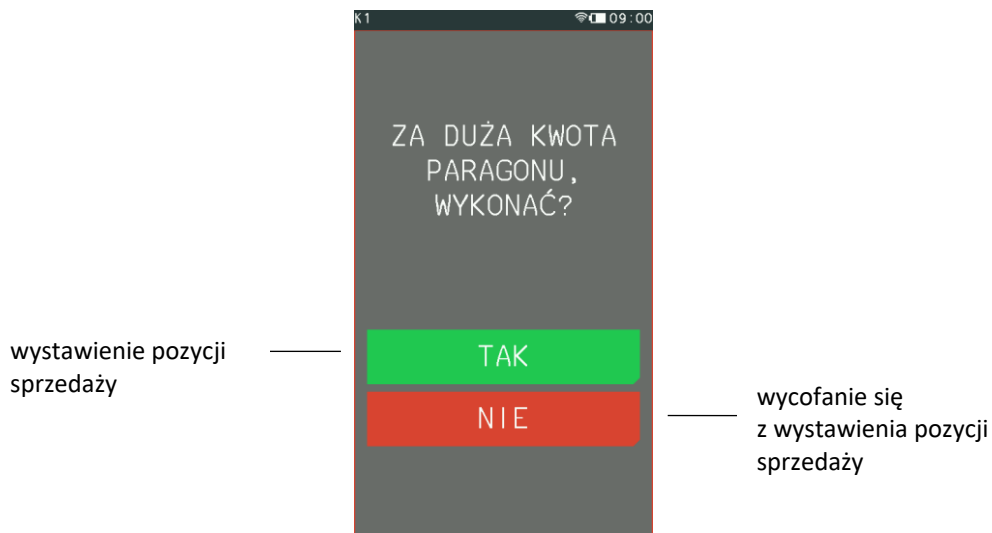 K1 09:00
ZA DUŻA KWOTA
PARAGONU,
WYKONAĆ?
wystawienie pozycji
sprzedaży
TAK
NIE
wycofanie się
z wystawienia pozycji
sprzedaży